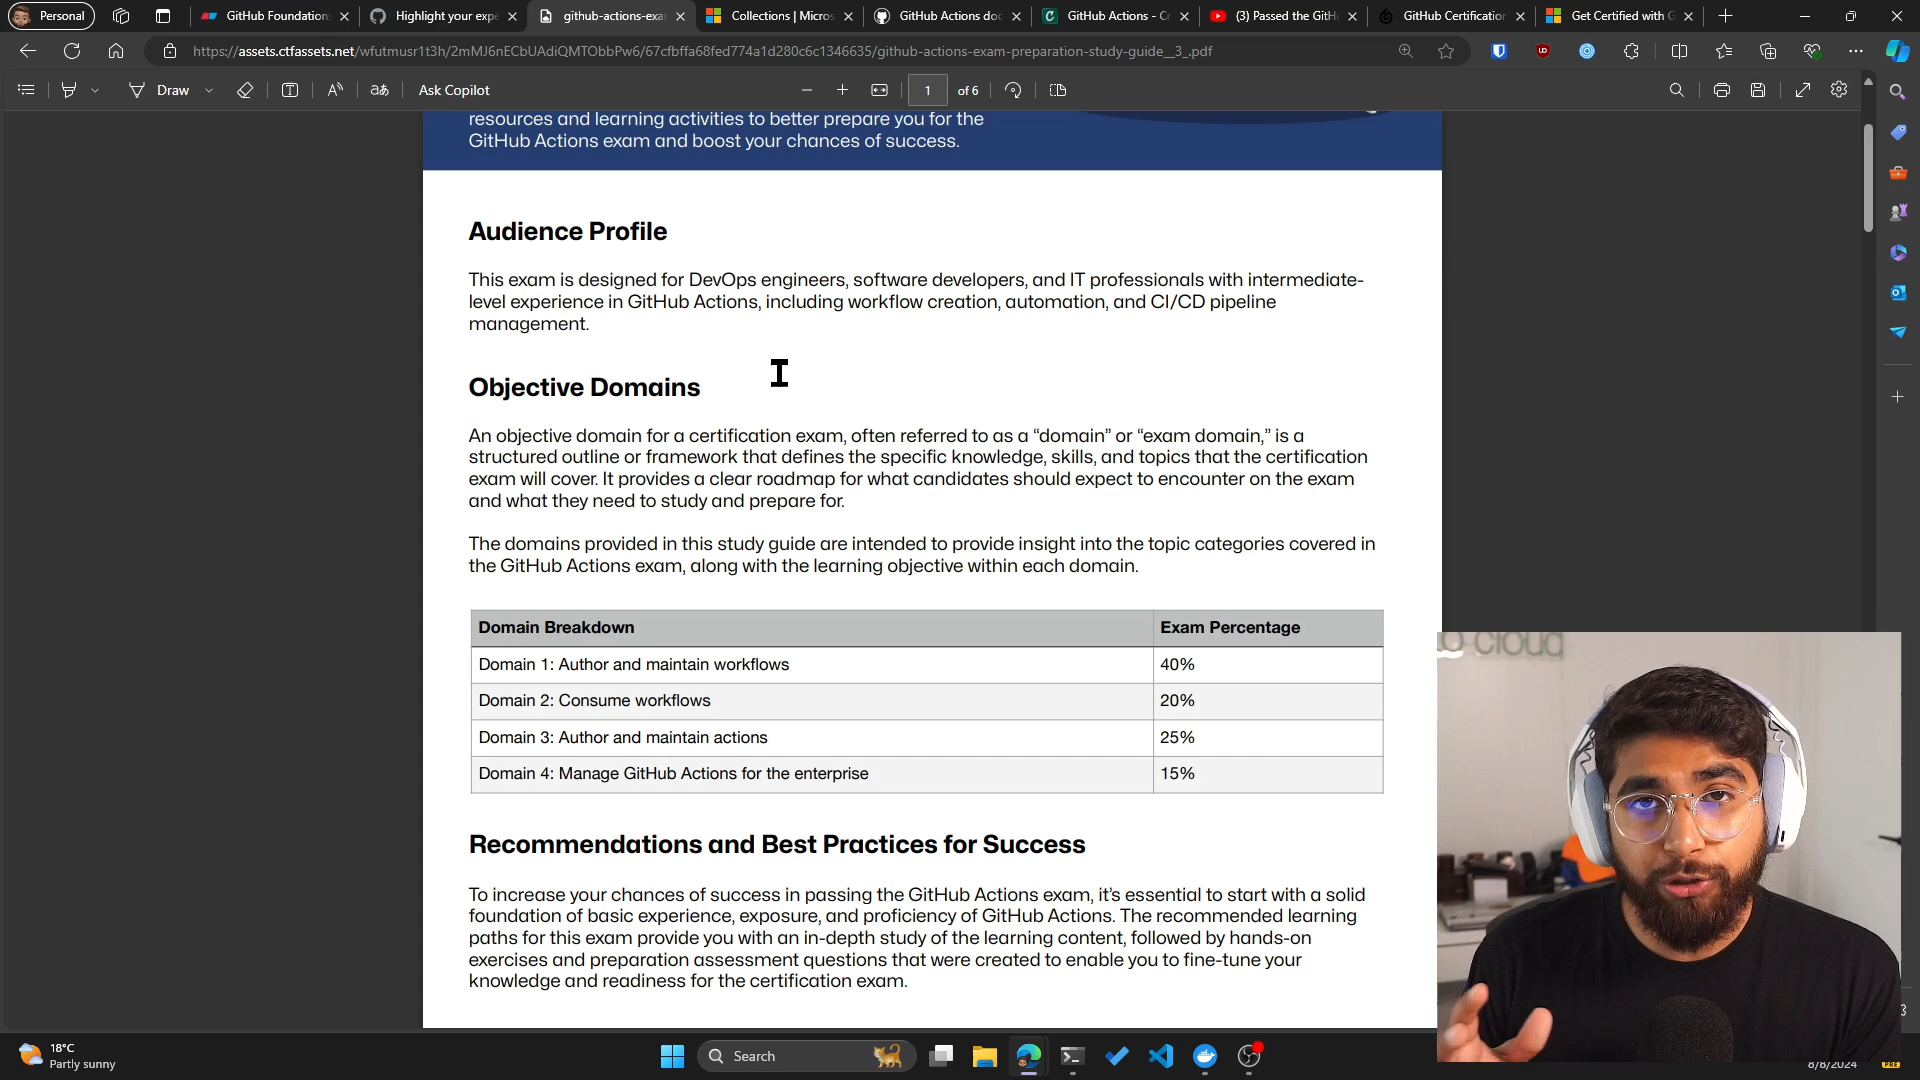 Personal
GitHub Foundation
Highlight your expe
github-actions-exa
Collections | Micros
GitHub Actions doc
GitHub Actions - Cr
(3) Passed the GitH
GitHub Certification
Get Certified with G
https://assets.ctfassets.net/wfutmusr1t3h/2mMJ6nECbUAdiQMTObbPw6/67cfbffa68fed774a1d280c6c1346635/github-actions-exam-preparation-study-guide__3_.pdf
Draw
aあ
Ask Copilot
1
of 6
resources and learning activities to better prepare you for the
GitHub Actions exam and boost your chances of success.
Audience Profile
This exam is designed for DevOps engineers, software developers, and IT professionals with intermediate-
level experience in GitHub Actions, including workflow creation, automation, and CI/CD pipeline
management.
Objective Domains
An objective domain for a certification exam, often referred to as a “domain” or “exam domain,” is a
structured outline or framework that defines the specific knowledge, skills, and topics that the certification
exam will cover. It provides a clear roadmap for what candidates should expect to encounter on the exam
and what they need to study and prepare for.
The domains provided in this study guide are intended to provide insight into the topic categories covered in
the GitHub Actions exam, along with the learning objective within each domain.
Domain Breakdown
Exam Percentage
Domain 1: Author and maintain workflows
40%
Domain 2: Consume workflows
20%
Domain 3: Author and maintain actions
25%
Domain 4: Manage GitHub Actions for the enterprise
15%
Recommendations and Best Practices for Success
To increase your chances of success in passing the GitHub Actions exam, it’s essential to start with a solid
foundation of basic experience, exposure, and proficiency of GitHub Actions. The recommended learning
paths for this exam provide you with an in-depth study of the learning content, followed by hands-on
exercises and preparation assessment questions that were created to enable you to fine-tune your
knowledge and readiness for the certification exam.
to cloud
18°C
Partly sunny
Search
8/8/2024
PRE